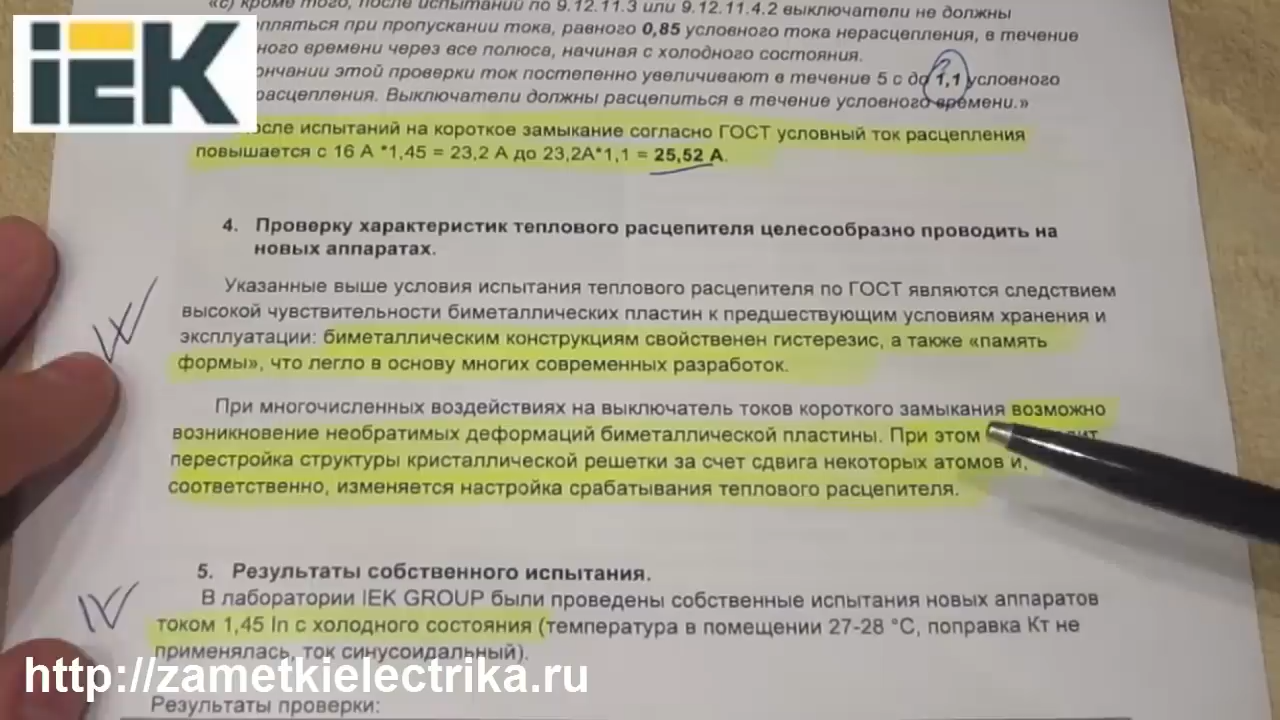 «с) кроме того, после испытаний по 9.12.11.3 или 9.12.11.4.2 выключатели не должны
при пропускании тока, равного 0,85 условного тока нерасцепления, в течение
времени через все полюса, начиная с холодного состояния.
этой проверки ток постепенно увеличивают в течение 5 с до 1,1 условного
Выключатели должны расцепиться в течение условного времени.»
IEK
испытаний на короткое замыкание согласно ГОСТ условный ток расцепления
повышается с 16 А *1,45 = 23,2 А до 23,2А*1,1 = 25,52 А.
4. Проверку характеристик теплового расцепителя целесообразно проводить на
новых аппаратах.
Указанные выше условия испытания теплового расцепителя по ГОСТ являются следствием
высокой чувствительности биметаллических пластин к предшествующим условиям хранения и
эксплуатации: биметаллическим конструкциям свойственен гистерезис, а также «память
формы», что легло в основу многих современных разработок.
При многочисленных воздействиях на выключатель токов короткого замыкания возможно
возникновение необратимых деформаций биметаллической пластины. При этом
перестройка структуры кристаллической решетки за счет сдвига некоторых атомов и,
соответственно, изменяется настройка срабатывания теплового расцепителя.
5. Результаты собственного испытания.
В лаборатории IEK GROUP были проведены собственные испытания новых аппаратов
током 1,45 In с холодного состояния (температура в помещении 27-28 °С, поправка Кт не
применялась, ток синусоидальный).
http://zametkielectrika.ru
Результаты проверки: